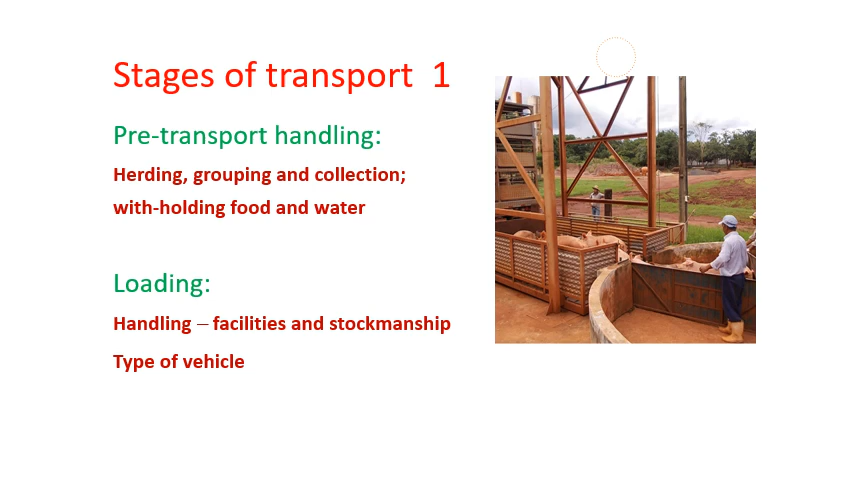 Stages of transport 1
Pre-transport handling:
Herding, grouping and collection;
with-holding food and water
Loading:
Handling – facilities and stockmanship
Type of vehicle